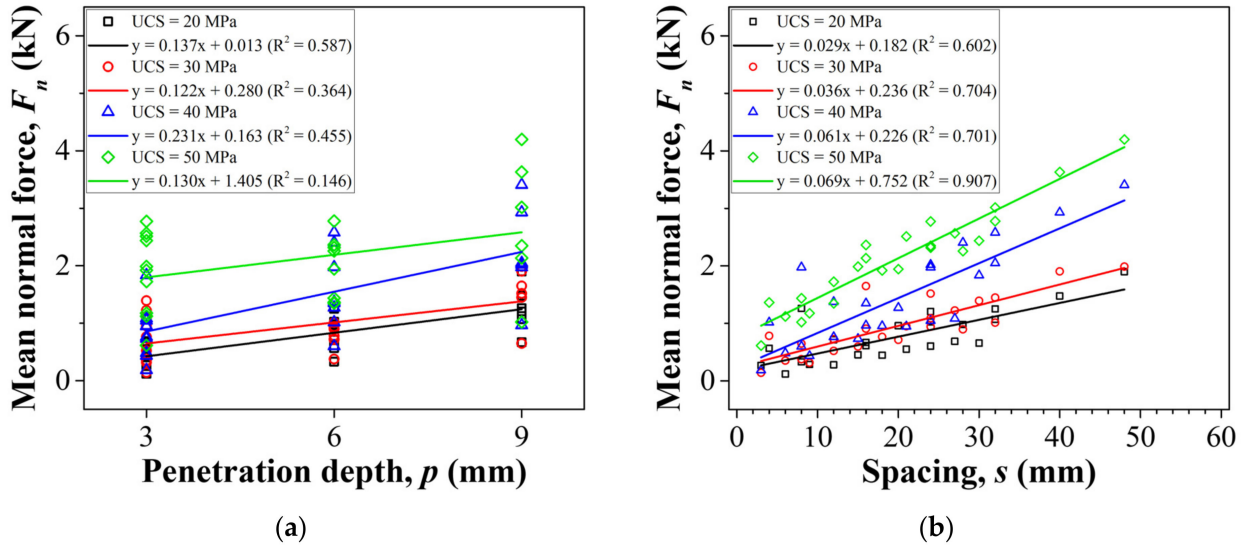 (a)
Mean normal force, Fn (kN)
6
4
2
0
UCS = 20 MPa
y = 0.137x + 0.013 (R² = 0.587)
UCS = 30 MPa
y = 0.122x + 0.280 (R² = 0.364)
UCS = 40 MPa
y = 0.231x + 0.163 (R² = 0.455)
UCS = 50 MPa
y = 0.130x + 1.405 (R² = 0.146)
3 6 9
Penetration depth, p (mm)
(b)
Mean normal force, Fn (kN)
6
4
2
0
UCS = 20 MPa
y = 0.029x + 0.182 (R² = 0.602)
UCS = 30 MPa
y = 0.036x + 0.236 (R² = 0.704)
UCS = 40 MPa
y = 0.061x + 0.226 (R² = 0.701)
UCS = 50 MPa
y = 0.069x + 0.752 (R² = 0.907)
0 10 20 30 40 50 60
Spacing, s (mm)